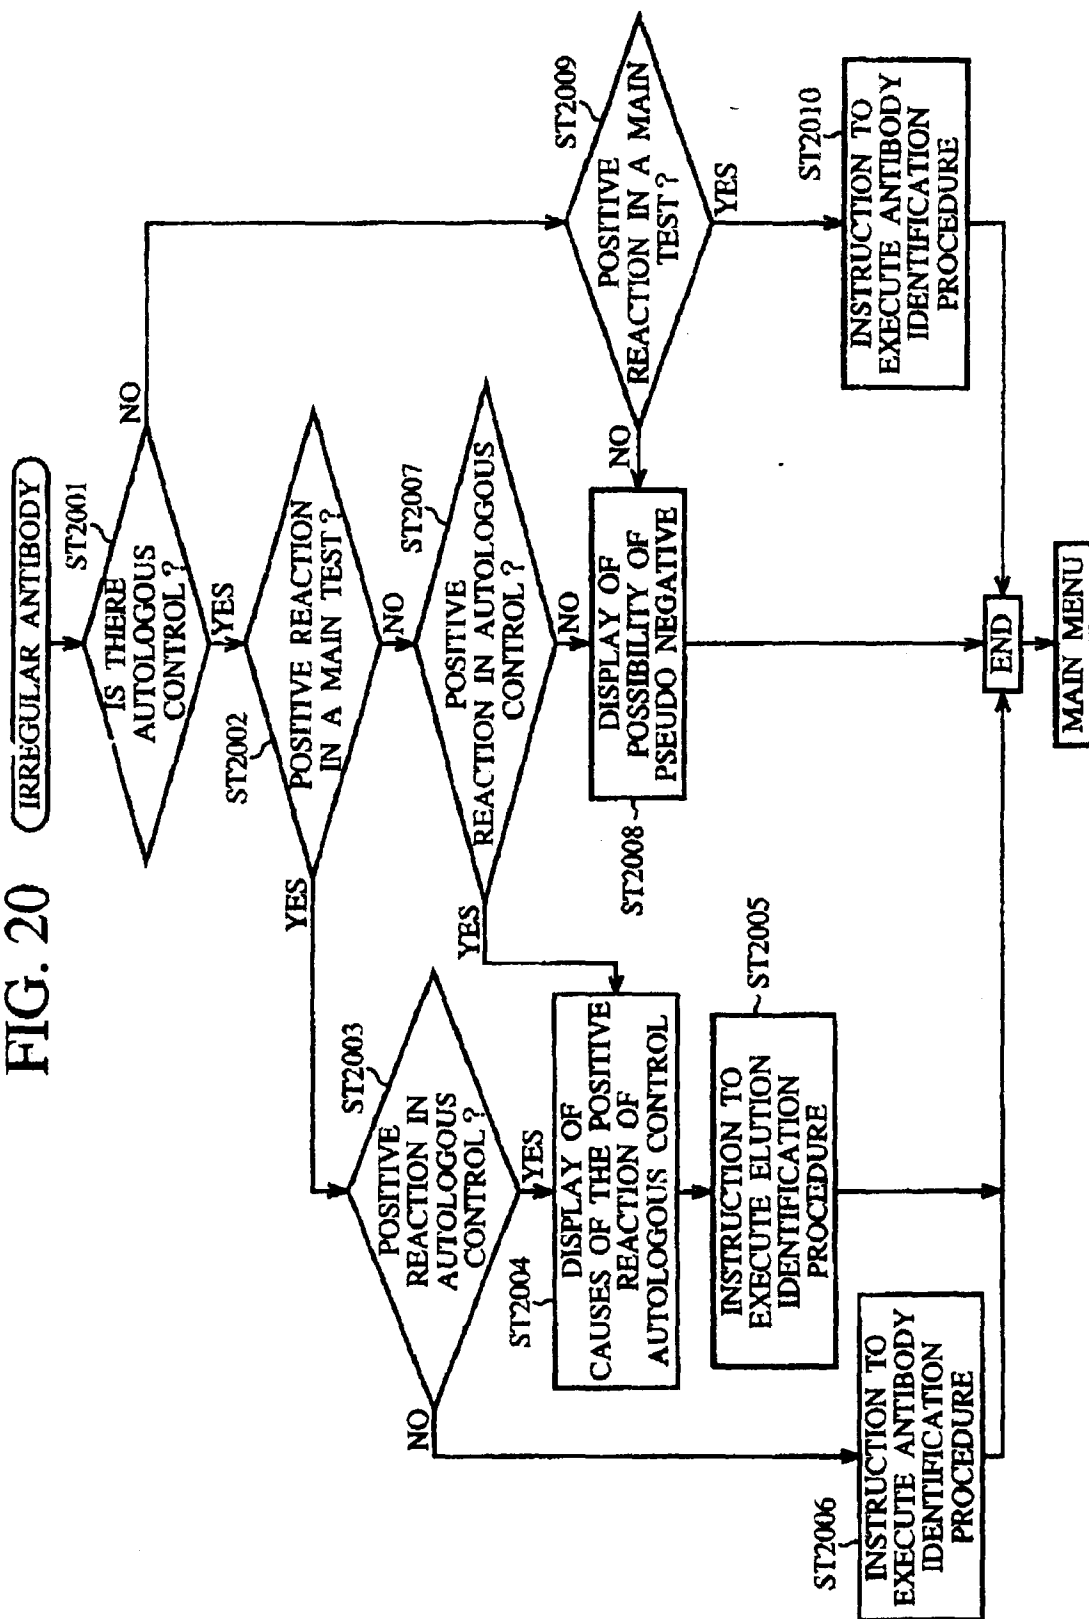 FIG. 20
IRREGULAR ANTIBODY
ST2001
IS THERE
AUTOLOGOUS
CONTROL?
NO
YES
ST2002
POSITIVE REACTION
IN A MAIN TEST?
YES
NO
ST2003
POSITIVE
REACTION IN
AUTOLOGOUS
CONTROL?
NO
YES
ST2007
POSITIVE
REACTION IN AUTOLOGOUS
CONTROL?
YES
NO
ST2009
POSITIVE
REACTION IN A MAIN
TEST?
NO
YES
ST2004
DISPLAY OF
CAUSES OF THE POSITIVE
REACTION OF
AUTOLOGOUS CONTROL
ST2008
DISPLAY OF
POSSIBILITY OF
PSEUDO NEGATIVE
ST2005
INSTRUCTION TO
EXECUTE ELUTION
IDENTIFICATION
PROCEDURE
ST2006
INSTRUCTION TO
EXECUTE ANTIBODY
IDENTIFICATION
PROCEDURE
ST2010
INSTRUCTION TO
EXECUTE ANTIBODY
IDENTIFICATION
PROCEDURE
END
MAIN MENU